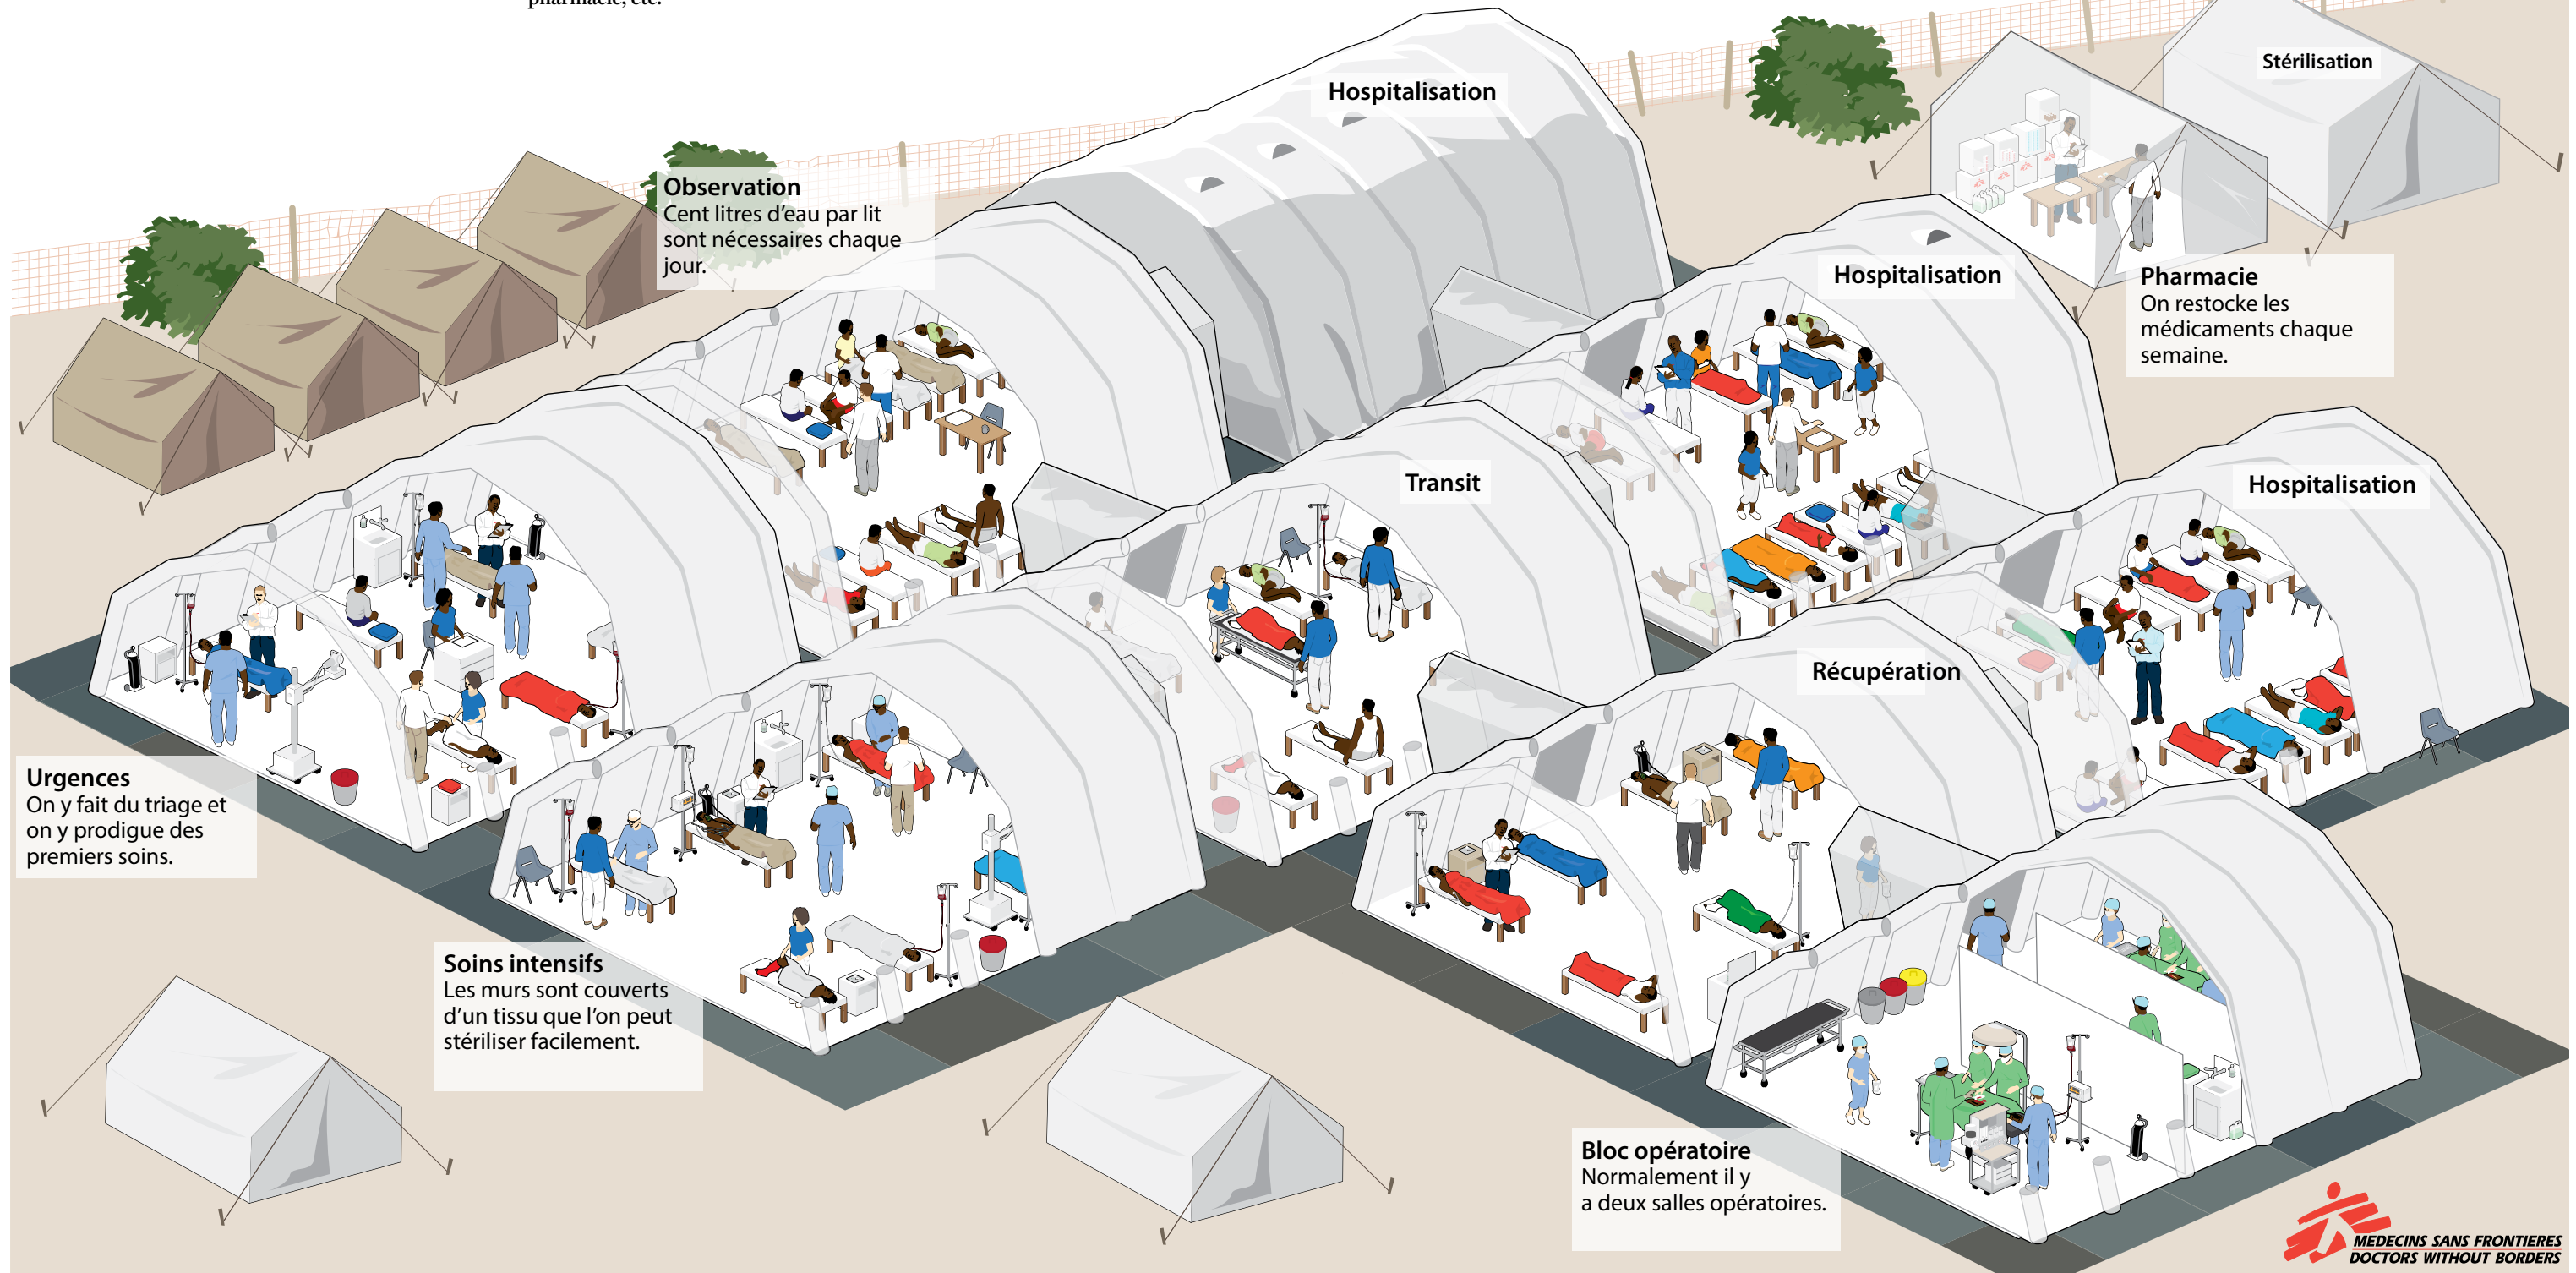 pharmacie, etc.
Stérilisation
Hospitalisation
Observation
Cent litres d'eau par lit
sont nécessaires chaque
jour.
Hospitalisation
Pharmacie
On restocke les
médicaments chaque
semaine.
Transit
Hospitalisation
Récupération
Urgences
On y fait du triage et
on y prodigue des
premiers soins.
Soins intensifs
Les murs sont couverts
d'un tissu que l'on peut
stériliser facilement.
Bloc opératoire
Normalement il y
a deux salles opératoires.
MEDECINS SANS FRONTIERES
DOCTORS WITHOUT BORDERS